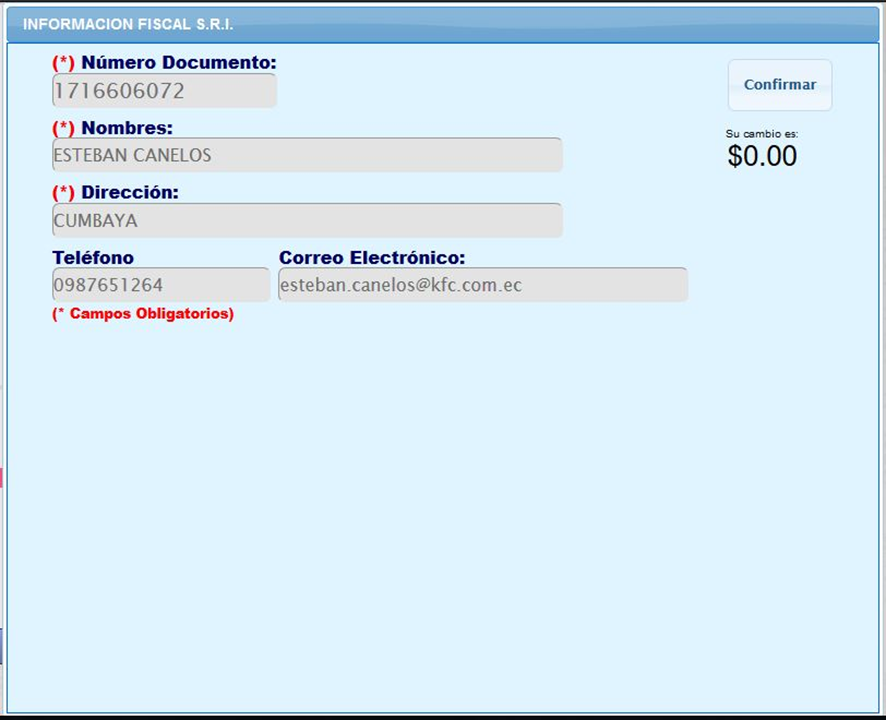 INFORMACION FISCAL S.R.I.
(*) Número Documento:
1716606072
Confirmar
(*) Nombres:
ESTEBAN CANELOS
Su cambio es:
$0.00
(*) Dirección:
CUMBAYA
Teléfono Correo Electrónico:
0987651264 esteban.canelos@kfc.com.ec
(* Campos Obligatorios)